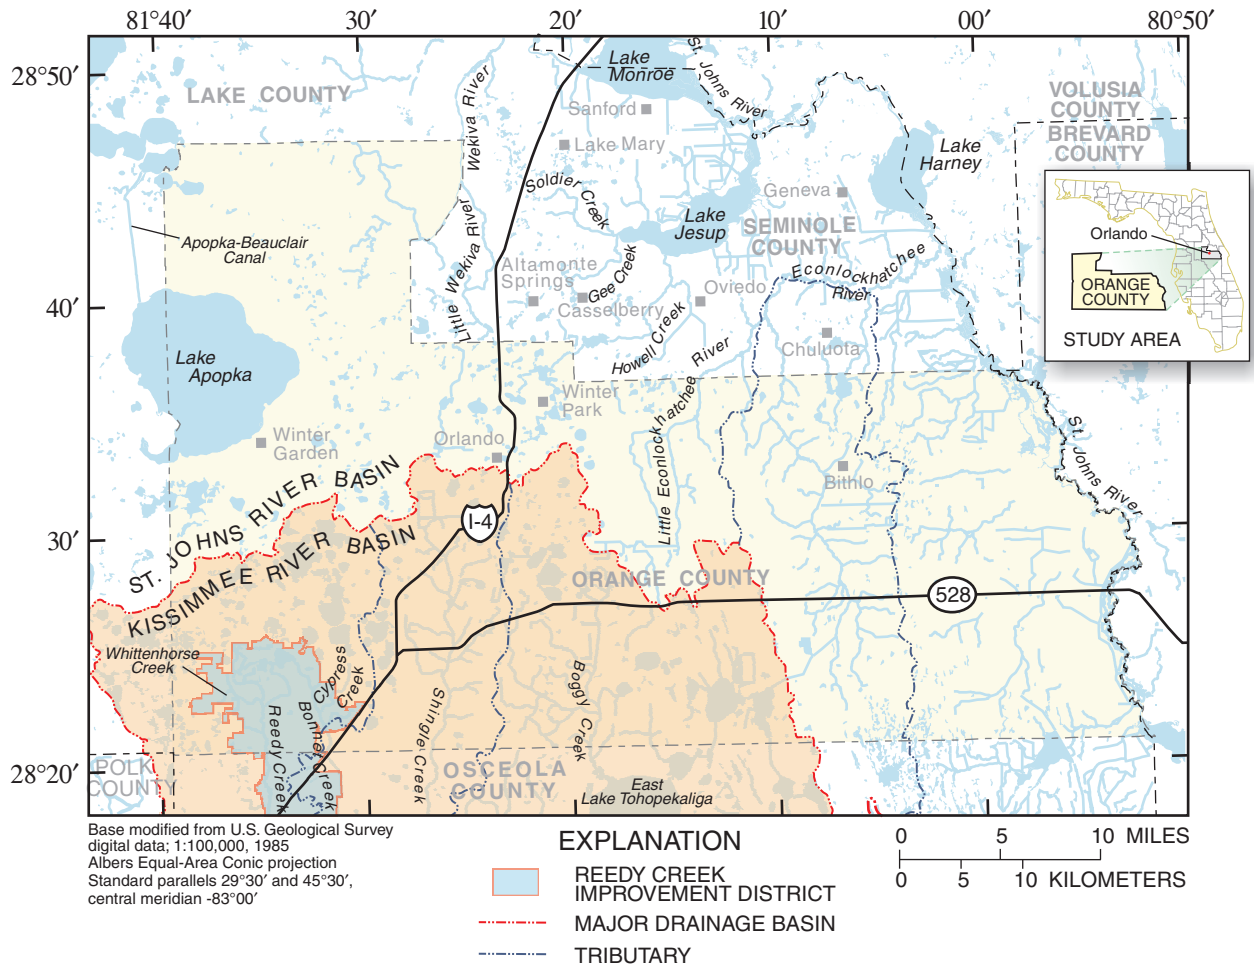 81°40′
30′
20′
10′
00′
80°50′
28°50′
40′
30′
28°20′
LAKE COUNTY
Wekiva River
Wekiva River
Little
Lake
Monroe
St. Johns River
Sanford
Lake Mary
Soldier Creek
Lake
Jesup
Geneva
SEMINOLE
COUNTY
Lake
Harney
VOLUSIA
COUNTY
BREVARD
COUNTY
Apopka-Beauclair
Canal
Altamonte
Springs
Gee Creek
Casselberry
Oviedo
Econlockhatchee
River
Howell Creek
Chuluota
Orlando
ORANGE
COUNTY
STUDY AREA
Lake
Apopka
Winter
Garden
Winter
Park
Orlando
Little Econlockhatchee River
Bithlo
St. Johns River
ST. JOHNS RIVER BASIN
KISSIMMEE RIVER BASIN
I-4
ORANGE COUNTY
528
Whittenhorse
Creek
Cypress
Creek
Reedy Creek
Bonnet Creek
Shingle Creek
Boggy Creek
POLK
COUNTY
OSCEOLA
COUNTY
East
Lake Tohopekaliga
Base modified from U.S. Geological Survey
digital data; 1:100,000, 1985
Albers Equal-Area Conic projection
Standard parallels 29°30′ and 45°30′,
central meridian -83°00′
EXPLANATION
REEDY CREEK
IMPROVEMENT DISTRICT
MAJOR DRAINAGE BASIN
TRIBUTARY
0 5 10 MILES
0 5 10 KILOMETERS